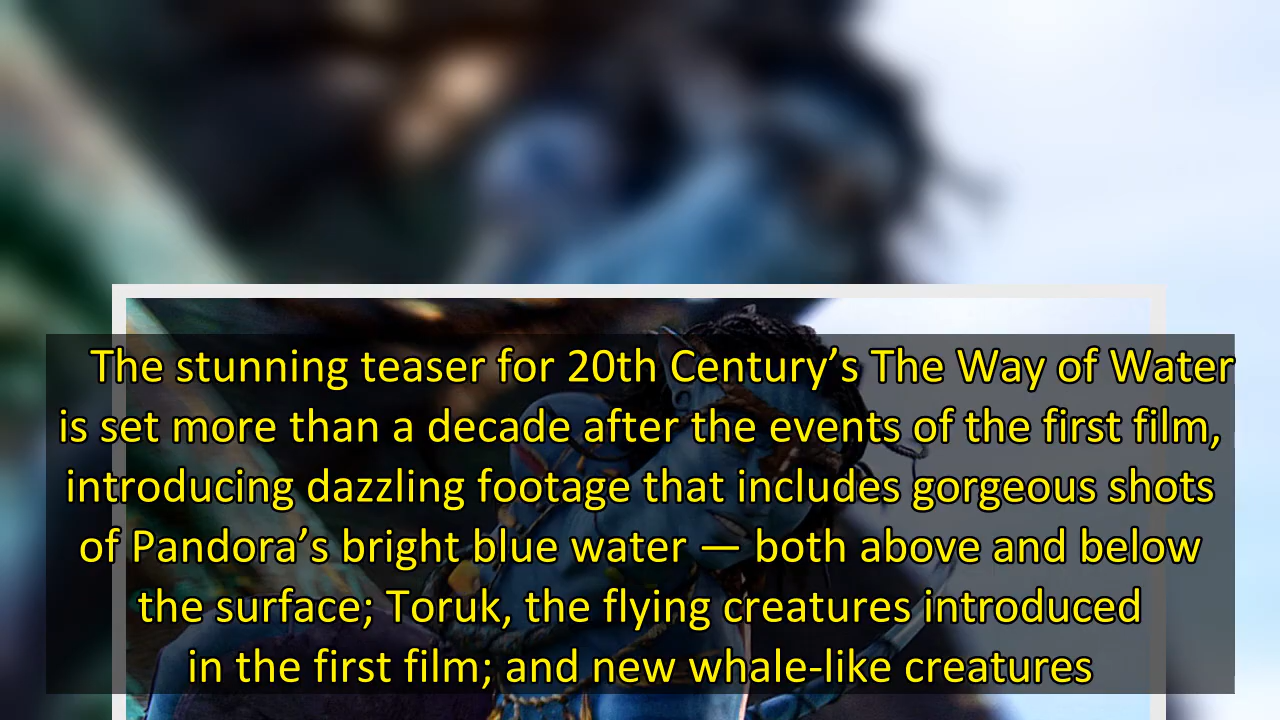 The stunning teaser for 20th Century’s The Way of Water
is set more than a decade after the events of the first film,
introducing dazzling footage that includes gorgeous shots
of Pandora’s bright blue water — both above and below
the surface; Toruk, the flying creatures introduced
in the first film; and new whale-like creatures